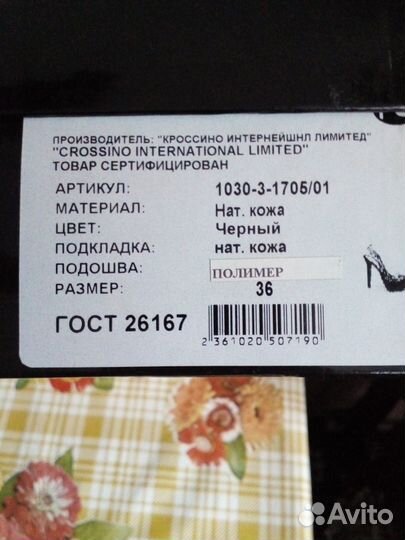 ПРОИЗВОДИТЕЛЬ: "КРОССИНО ИНТЕРНЕЙШНЛ ЛИМИТЕД"
"CROSSINO INTERNATIONAL LIMITED"
ТОВАР СЕРТИФИЦИРОВАН
АРТИКУЛ: 1030-3-1705/01
МАТЕРИАЛ: Нат. кожа
ЦВЕТ: Черный
ПОДКЛАДКА: нат. кожа
ПОДОШВА: ПОЛИМЕР
РАЗМЕР: 36
ГОСТ 26167
2 361020 507190
Avito